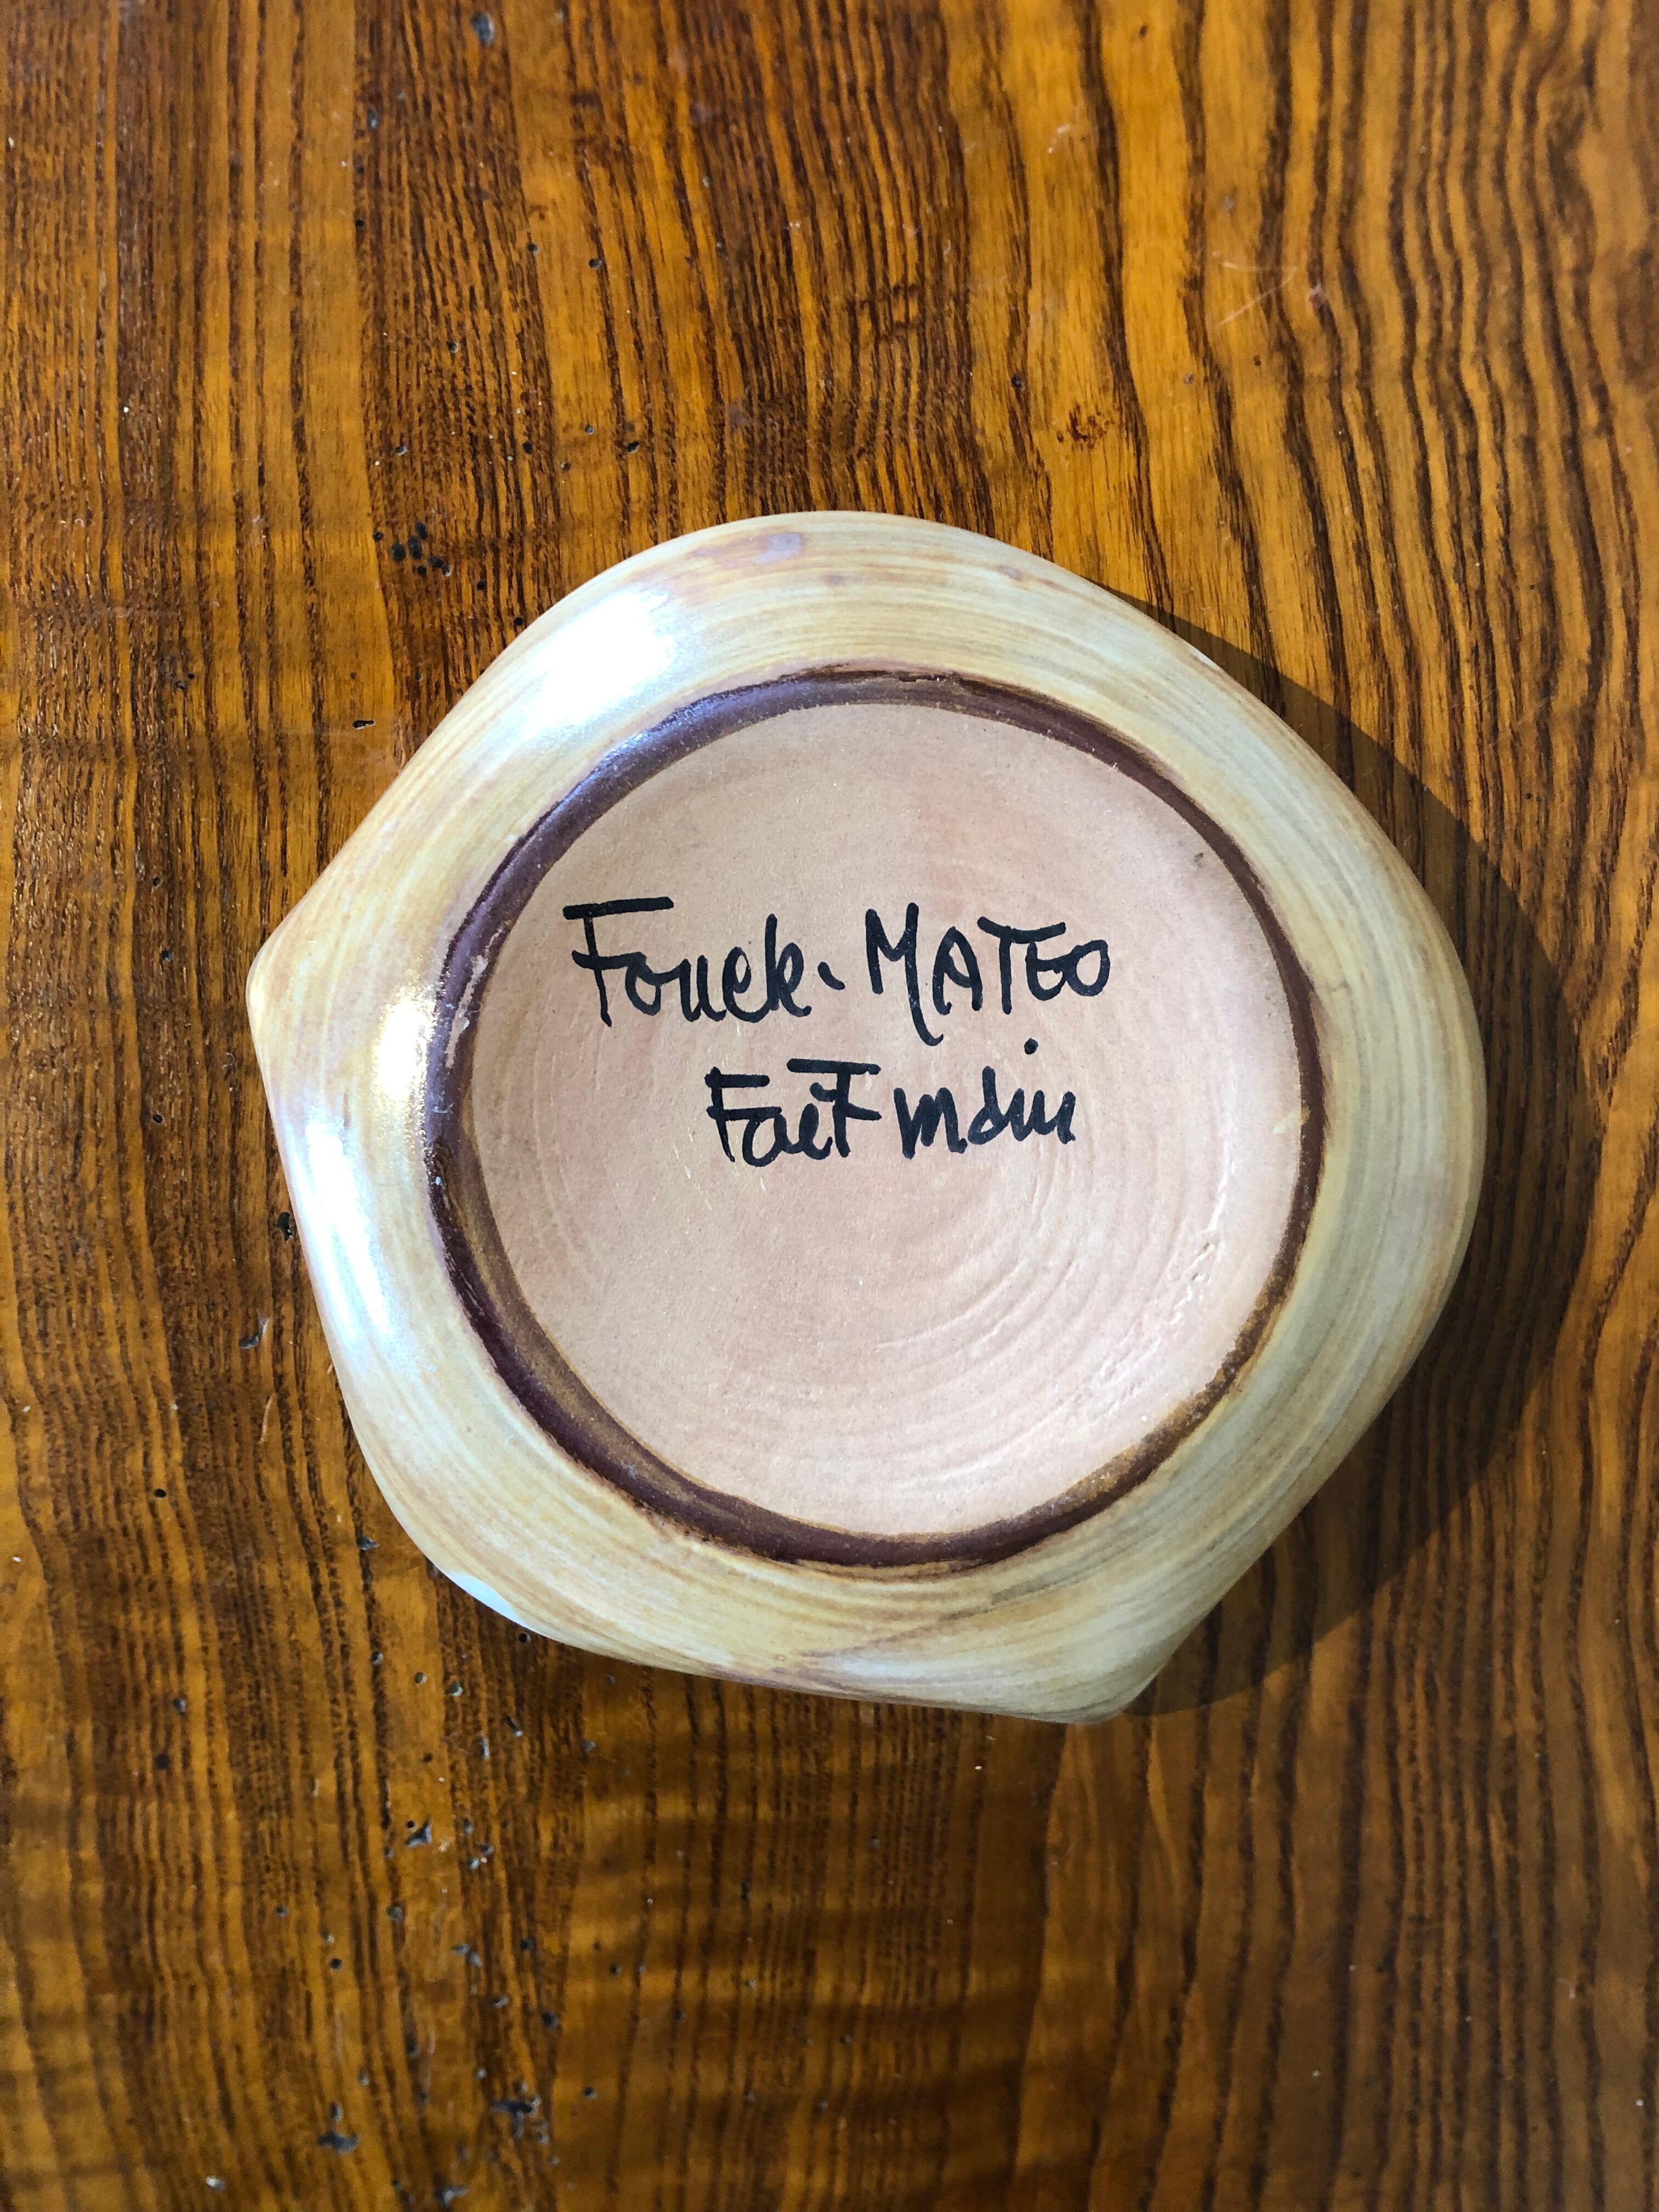 Fouck. MATEO
Fait main